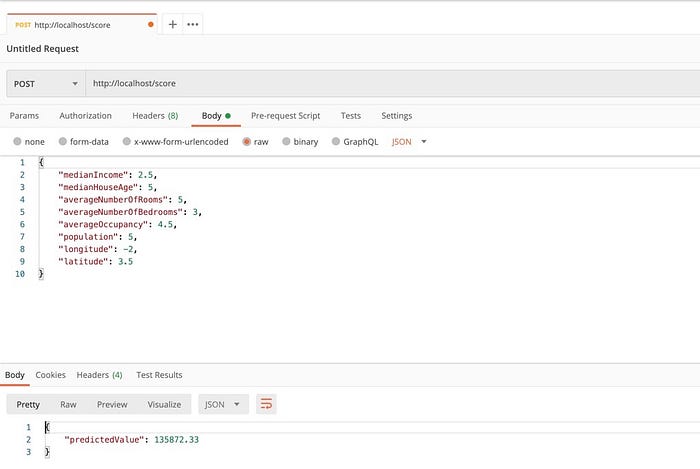 POST http://localhost/score + •••
Untitled Request
POST http://localhost/score
Params Authorization Headers (8) Body Pre-request Script Tests Settings
none form-data x-www-form-urlencoded raw binary GraphQL JSON
1 {
2 "medianIncome": 2.5,
3 "medianHouseAge": 5,
4 "averageNumberOfRooms": 5,
5 "averageNumberOfBedrooms": 3,
6 "averageOccupancy": 4.5,
7 "population": 5,
8 "longitude": -2,
9 "latitude": 3.5
10 }
Body Cookies Headers (4) Test Results
Pretty Raw Preview Visualize JSON
1 {
2 "predictedValue": 135872.33
3 }